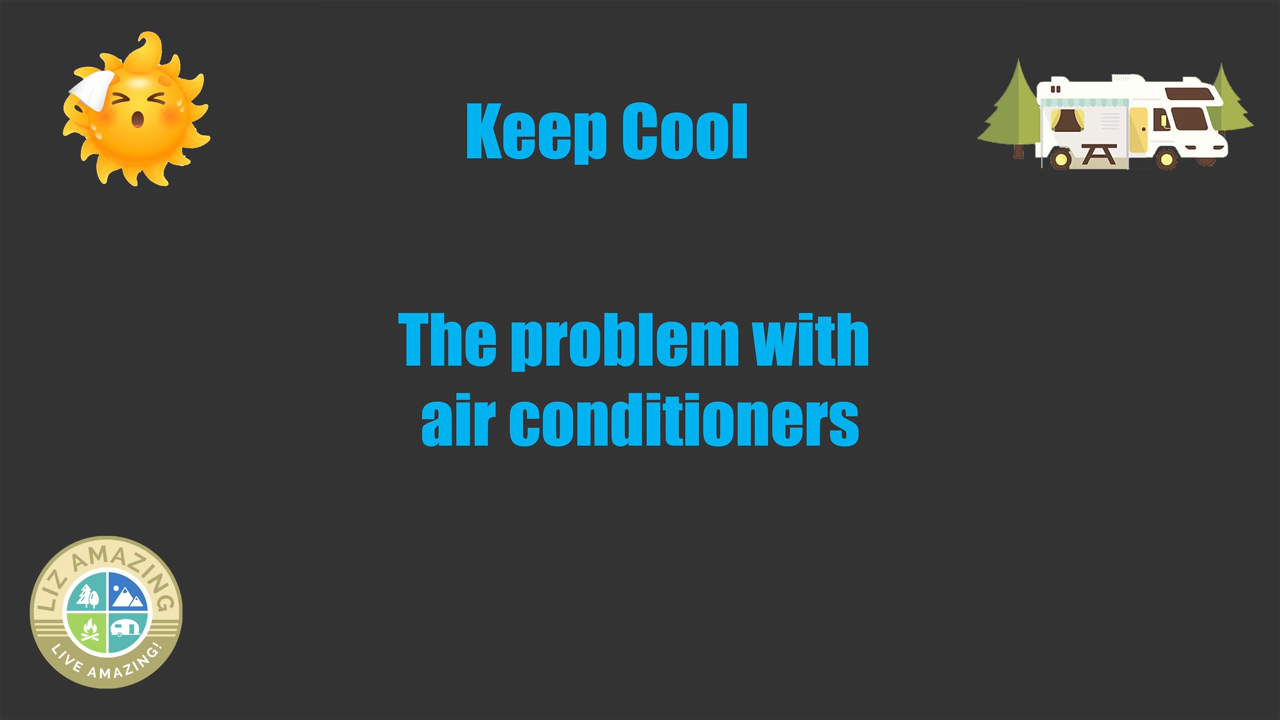 Keep Cool
The problem with
air conditioners
LIZ AMAZING
LIVE AMAZING!